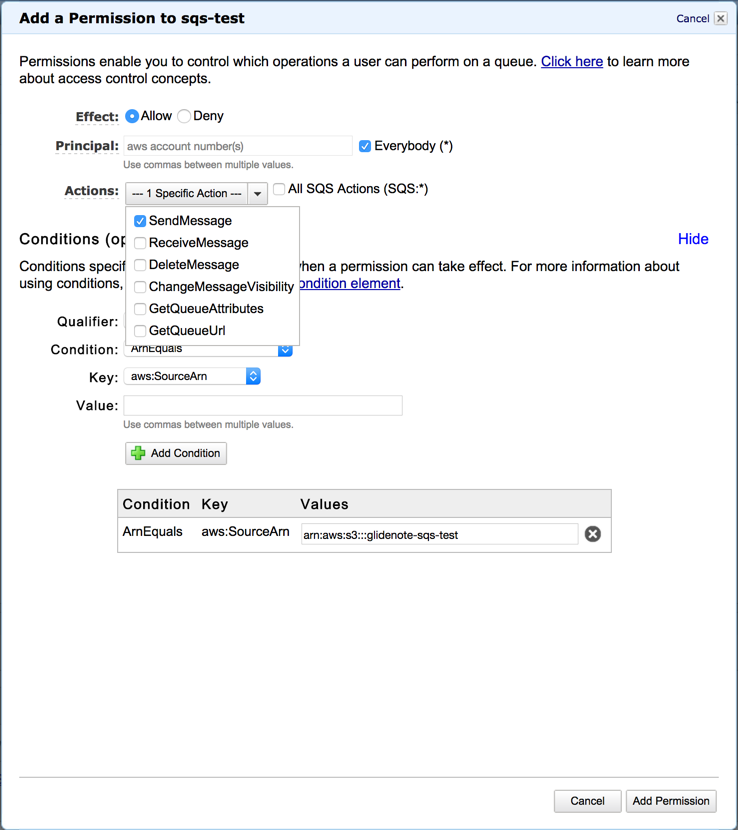 Add a Permission to sqs-test
Cancel
Permissions enable you to control which operations a user can perform on a queue. Click here to learn more
about access control concepts.
Effect: Allow Deny
Principal: aws account number(s) Everybody (*)
Use commas between multiple values.
Actions: --- 1 Specific Action --- All SQS Actions (SQS:*)
SendMessage
ReceiveMessage
DeleteMessage
ChangeMessageVisibility
GetQueueAttributes
GetQueueUrl
Conditions (op Hide
Conditions specif hen a permission can take effect. For more information about
using conditions, ondition element.
Qualifier:
Condition: ArnEquals
Key: aws:SourceArn
Value:
Use commas between multiple values.
Add Condition
Condition Key Values
ArnEquals aws:SourceArn arn:aws:s3:::glidenote-sqs-test
Cancel Add Permission